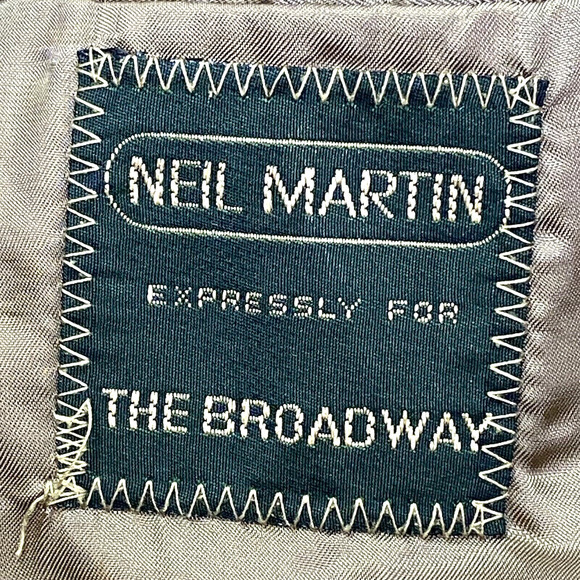 NEIL MARTIN
EXPRESSLY FOR
THE BROADWAY